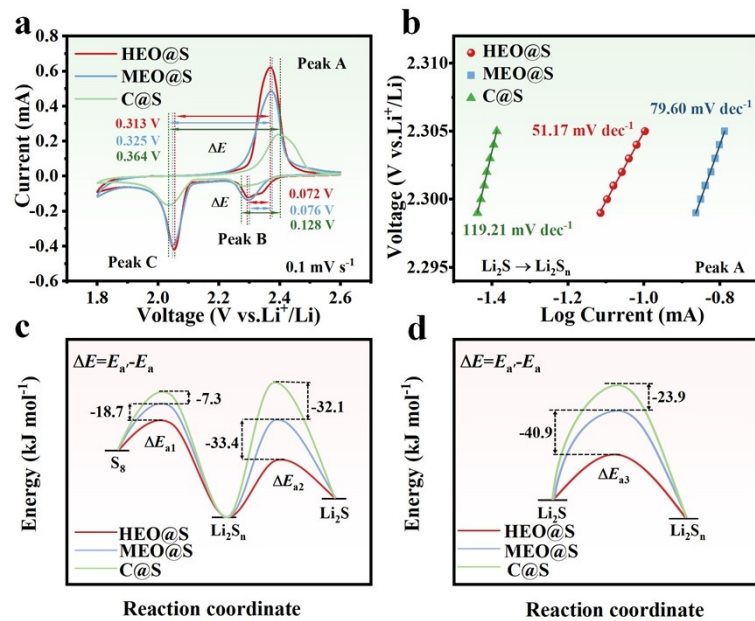 a
HEO@S
MEO@S
C@S
Peak A
0.313 V
0.325 V
0.364 V
ΔE
ΔE
0.072 V
0.076 V
0.128 V
Peak B
Peak C
0.1 mV s⁻¹
Current (mA)
0.8
0.6
0.4
0.2
0.0
-0.2
-0.4
-0.6
1.8 2.0 2.2 2.4 2.6
Voltage (V vs.Li⁺/Li)
b
HEO@S
MEO@S
C@S
79.60 mV dec⁻¹
51.17 mV dec⁻¹
119.21 mV dec⁻¹
Li₂S → Li₂Sₙ
Peak A
Voltage (V vs.Li⁺/Li)
2.310
2.305
2.300
2.295
-1.4 -1.2 -1.0 -0.8
Log Current (mA)
c
ΔE=Eₐ′-Eₐ
-18.7
-7.3
-33.4
-32.1
ΔEₐ₁
ΔEₐ₂
S₈
Li₂Sₙ
Li₂S
HEO@S
MEO@S
C@S
Energy (kJ mol⁻¹)
Reaction coordinate
d
ΔE=Eₐ′-Eₐ
-40.9
-23.9
ΔEₐ₃
Li₂S
Li₂Sₙ
HEO@S
MEO@S
C@S
Energy (kJ mol⁻¹)
Reaction coordinate